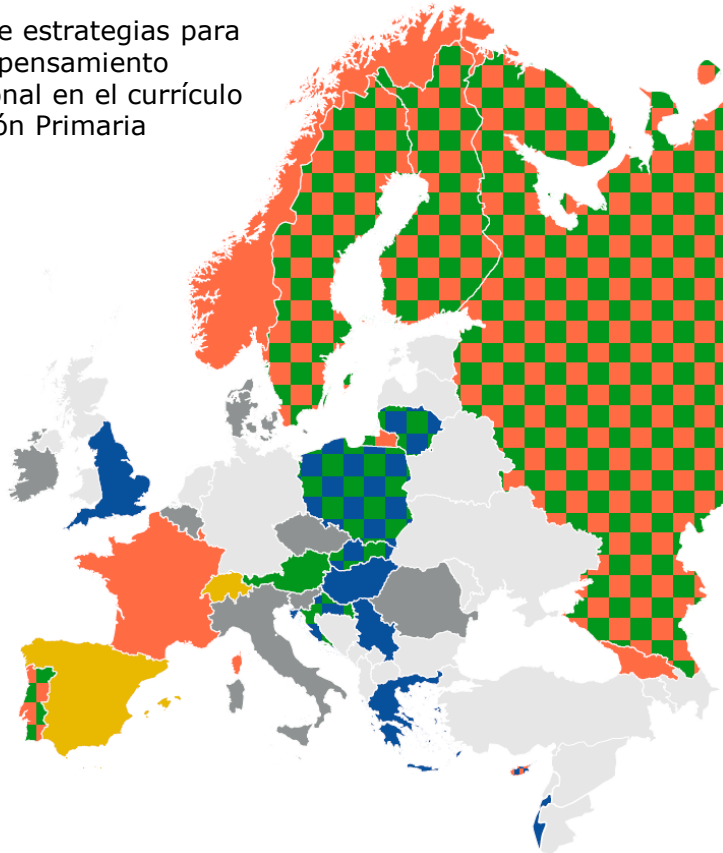 e estrategias para
pensamiento
onal en el currículo
ón Primaria